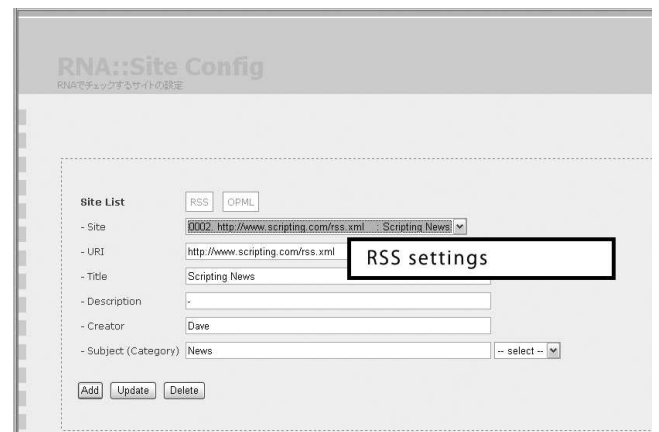 RNA::Site Config
RNAでチェックするサイトの設定
Site List RSS OPML
- Site 0002. http://www.scripting.com/rss.xml : Scripting News
- URI http://www.scripting.com/rss.xml
RSS settings
- Title Scripting News
- Description -
- Creator Dave
- Subject (Category) News -- select --
Add Update Delete